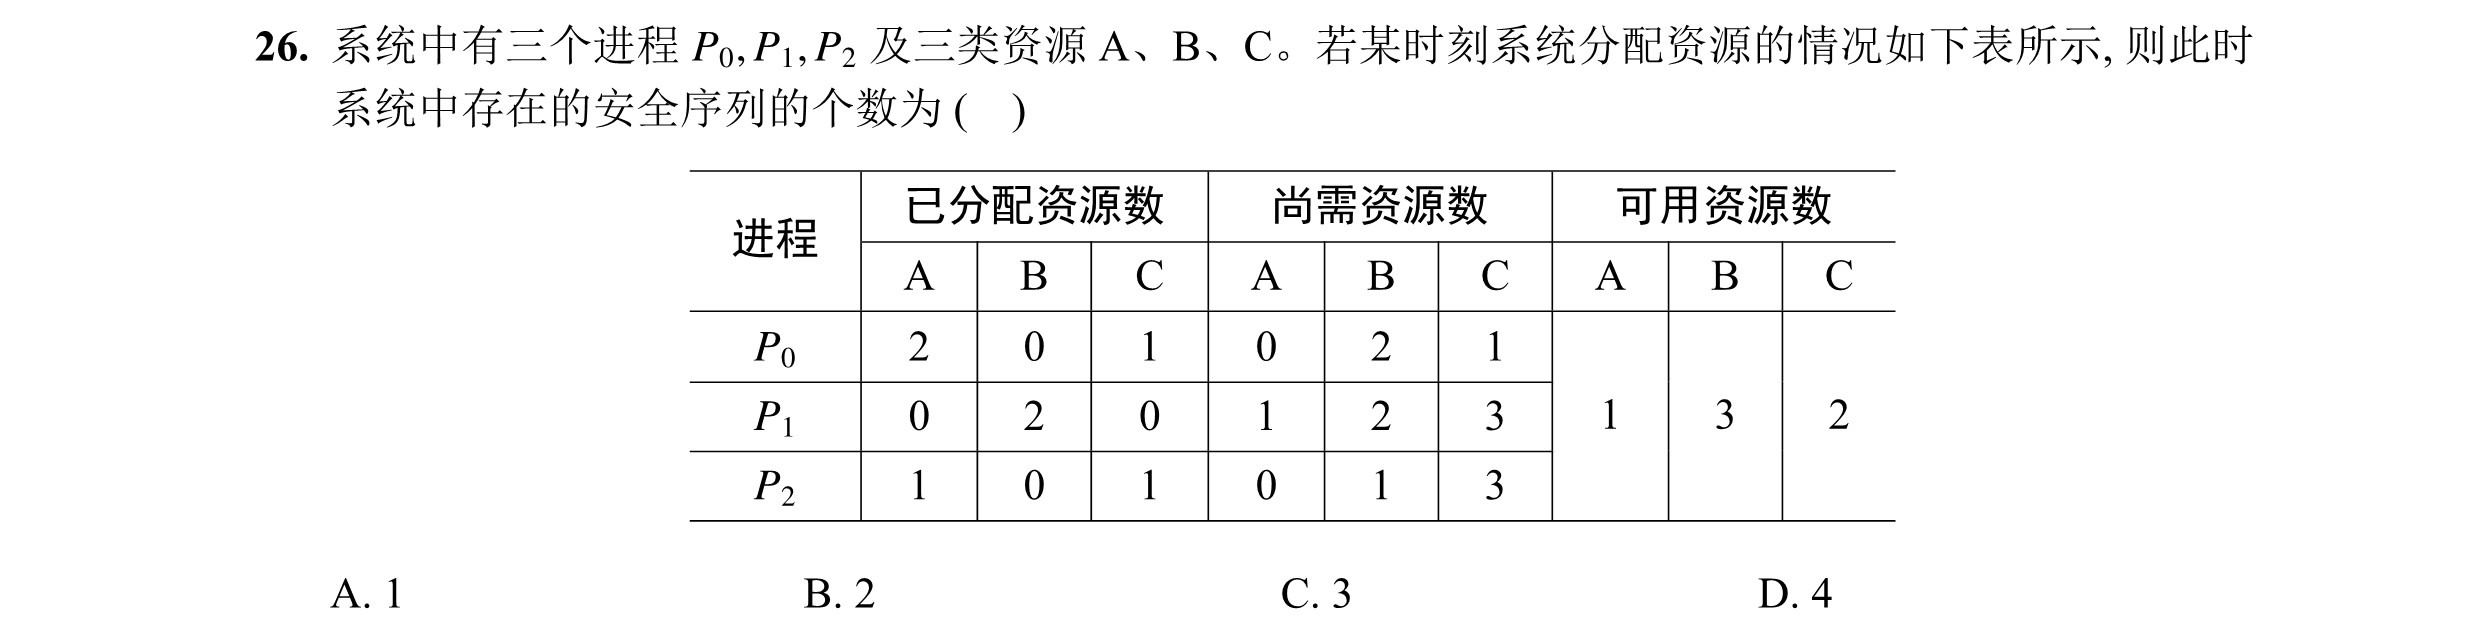 26. 系统中有三个进程 P0, P1, P2 及三类资源 A、B、C。若某时刻系统分配资源的情况如下表所示, 则此时
系统中存在的安全序列的个数为 ( )
进程 已分配资源数 尚需资源数 可用资源数
A B C A B C A B C
P0 2 0 1 0 2 1
P1 0 2 0 1 2 3 1 3 2
P2 1 0 1 0 1 3
A. 1 B. 2 C. 3 D. 4